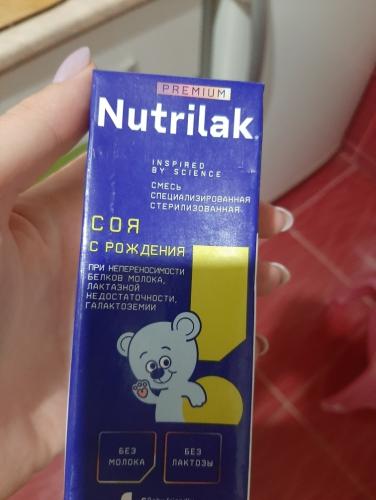 PREMIUM
Nutrilak
INSPIRED
BY SCIENCE
СМЕСЬ
СПЕЦИАЛИЗИРОВАННАЯ
СТЕРИЛИЗОВАННАЯ
СОЯ
С РОЖДЕНИЯ
ПРИ НЕПЕРЕНОСИМОСТИ
БЕЛКОВ МОЛОКА,
ЛАКТАЗНОЙ
НЕДОСТАТОЧНОСТИ,
ГАЛАКТОЗЕМИИ
БЕЗ
МОЛОКА
БЕЗ
ЛАКТОЗЫ